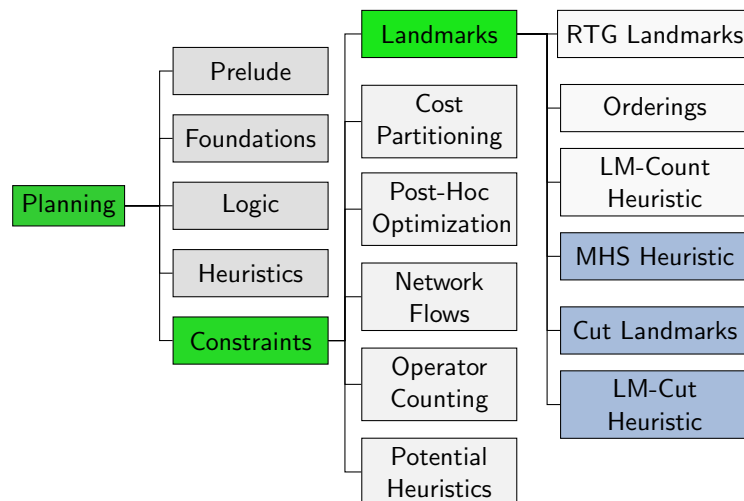 Planning
Prelude
Foundations
Logic
Heuristics
Constraints
Landmarks
Cost
Partitioning
Post-Hoc
Optimization
Network
Flows
Operator
Counting
Potential
Heuristics
RTG Landmarks
Orderings
LM-Count
Heuristic
MHS Heuristic
Cut Landmarks
LM-Cut
Heuristic